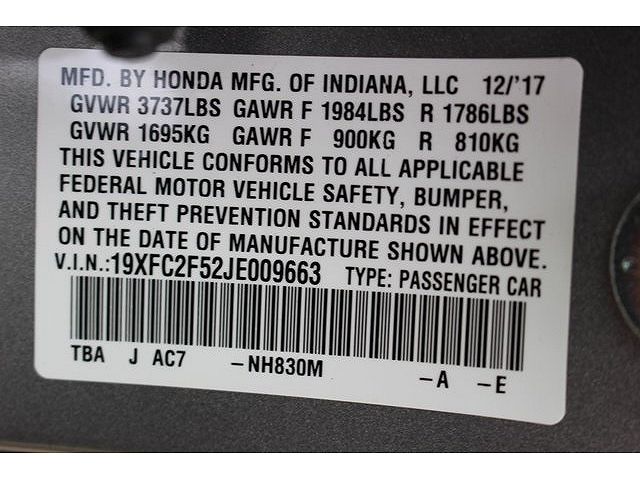 MFD. BY HONDA MFG. OF INDIANA, LLC 12/'17
GVWR 3737LBS GAWR F 1984LBS R 1786LBS
GVWR 1695KG GAWR F 900KG R 810KG
THIS VEHICLE CONFORMS TO ALL APPLICABLE
FEDERAL MOTOR VEHICLE SAFETY, BUMPER,
AND THEFT PREVENTION STANDARDS IN EFFECT
ON THE DATE OF MANUFACTURE SHOWN ABOVE.
V.I.N.:19XFC2F52JE009663 TYPE: PASSENGER CAR
TBA J AC7 -NH830M -A -E